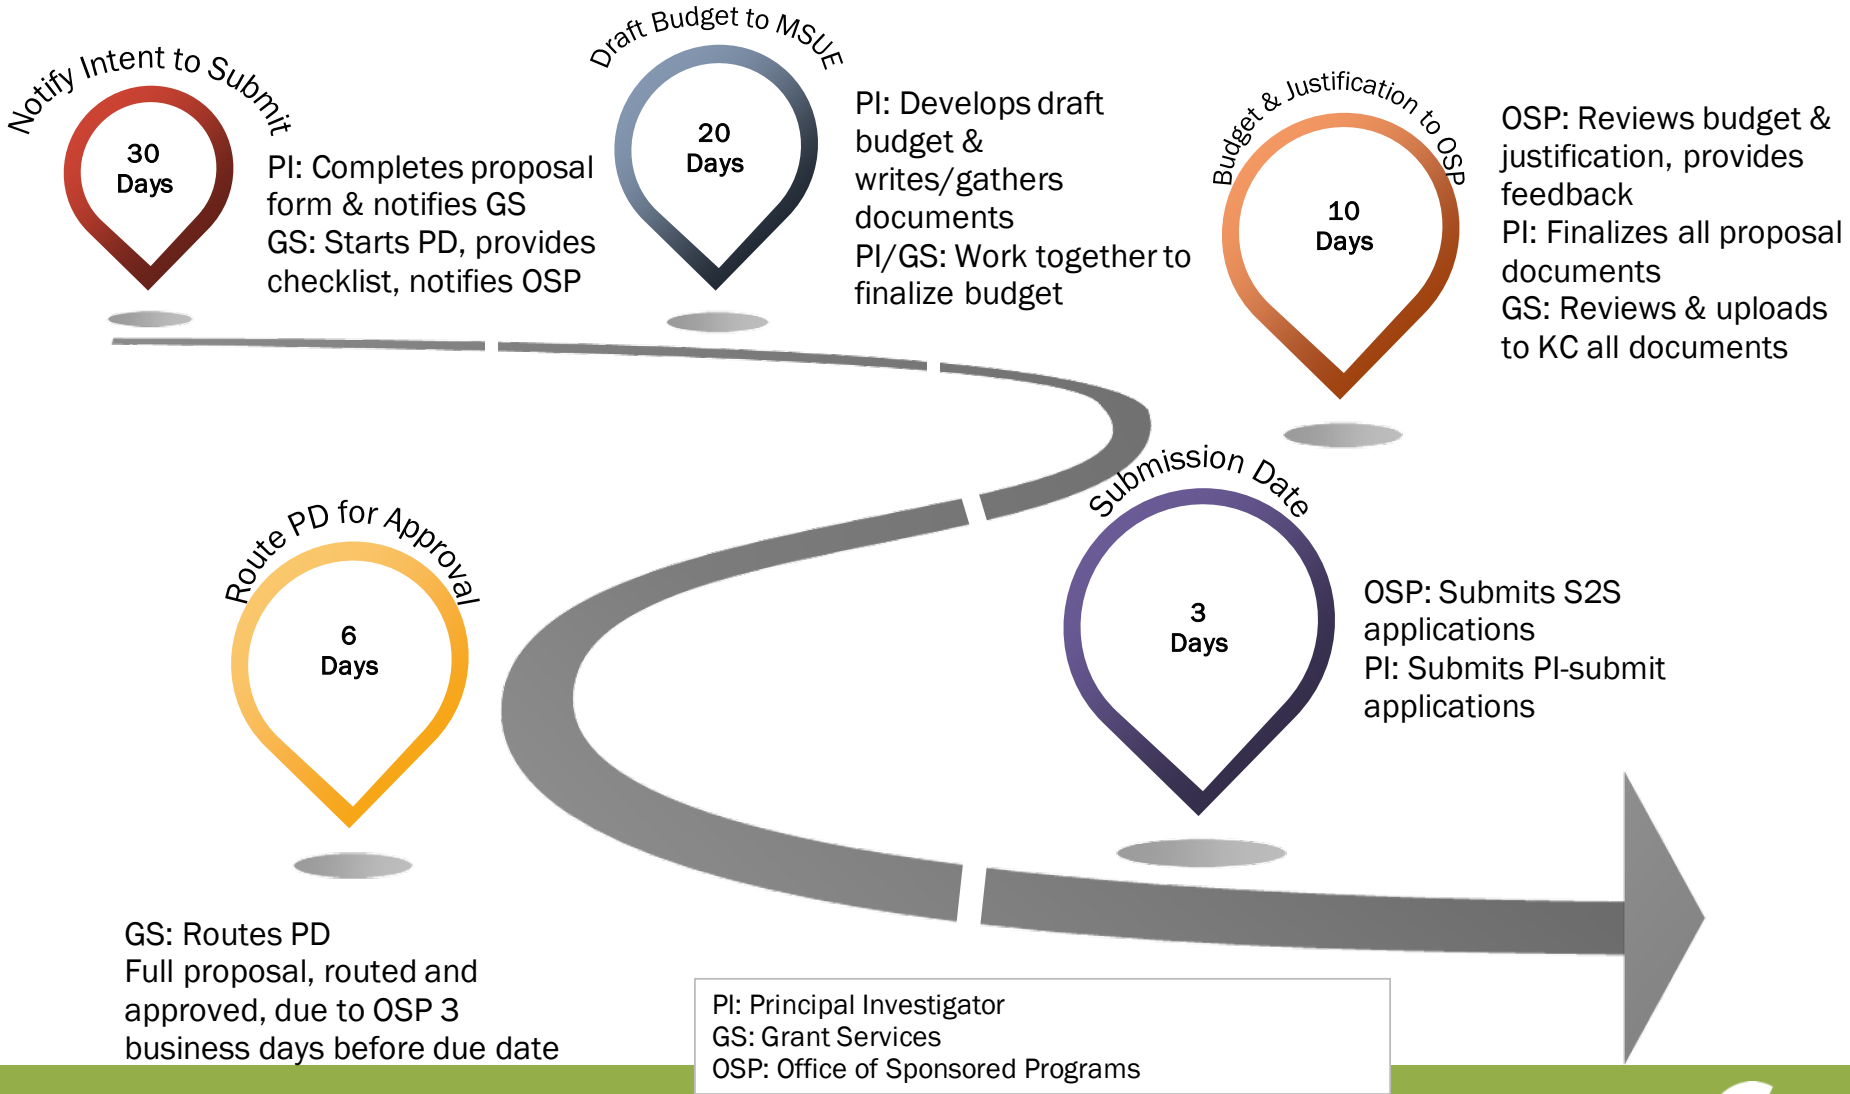 Notify Intent to Submit
30
Days
PI: Completes proposal
form & notifies GS
GS: Starts PD, provides
checklist, notifies OSP
Draft Budget to MSUE
20
Days
PI: Develops draft
budget &
writes/gathers
documents
PI/GS: Work together to
finalize budget
Budget & Justification to OSP
10
Days
OSP: Reviews budget &
justification, provides
feedback
PI: Finalizes all proposal
documents
GS: Reviews & uploads
to KC all documents
Route PD for Approval
6
Days
GS: Routes PD
Full proposal, routed and
approved, due to OSP 3
business days before due date
Submission Date
3
Days
OSP: Submits S2S
applications
PI: Submits PI-submit
applications
PI: Principal Investigator
GS: Grant Services
OSP: Office of Sponsored Programs